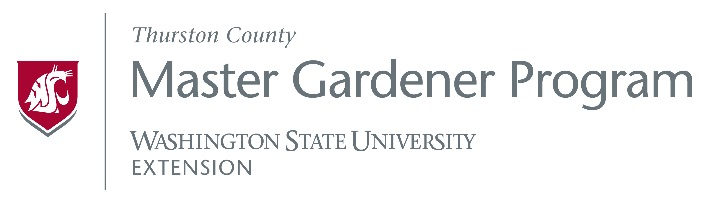 Thurston County
Master Gardener Program
WASHINGTON STATE UNIVERSITY
EXTENSION